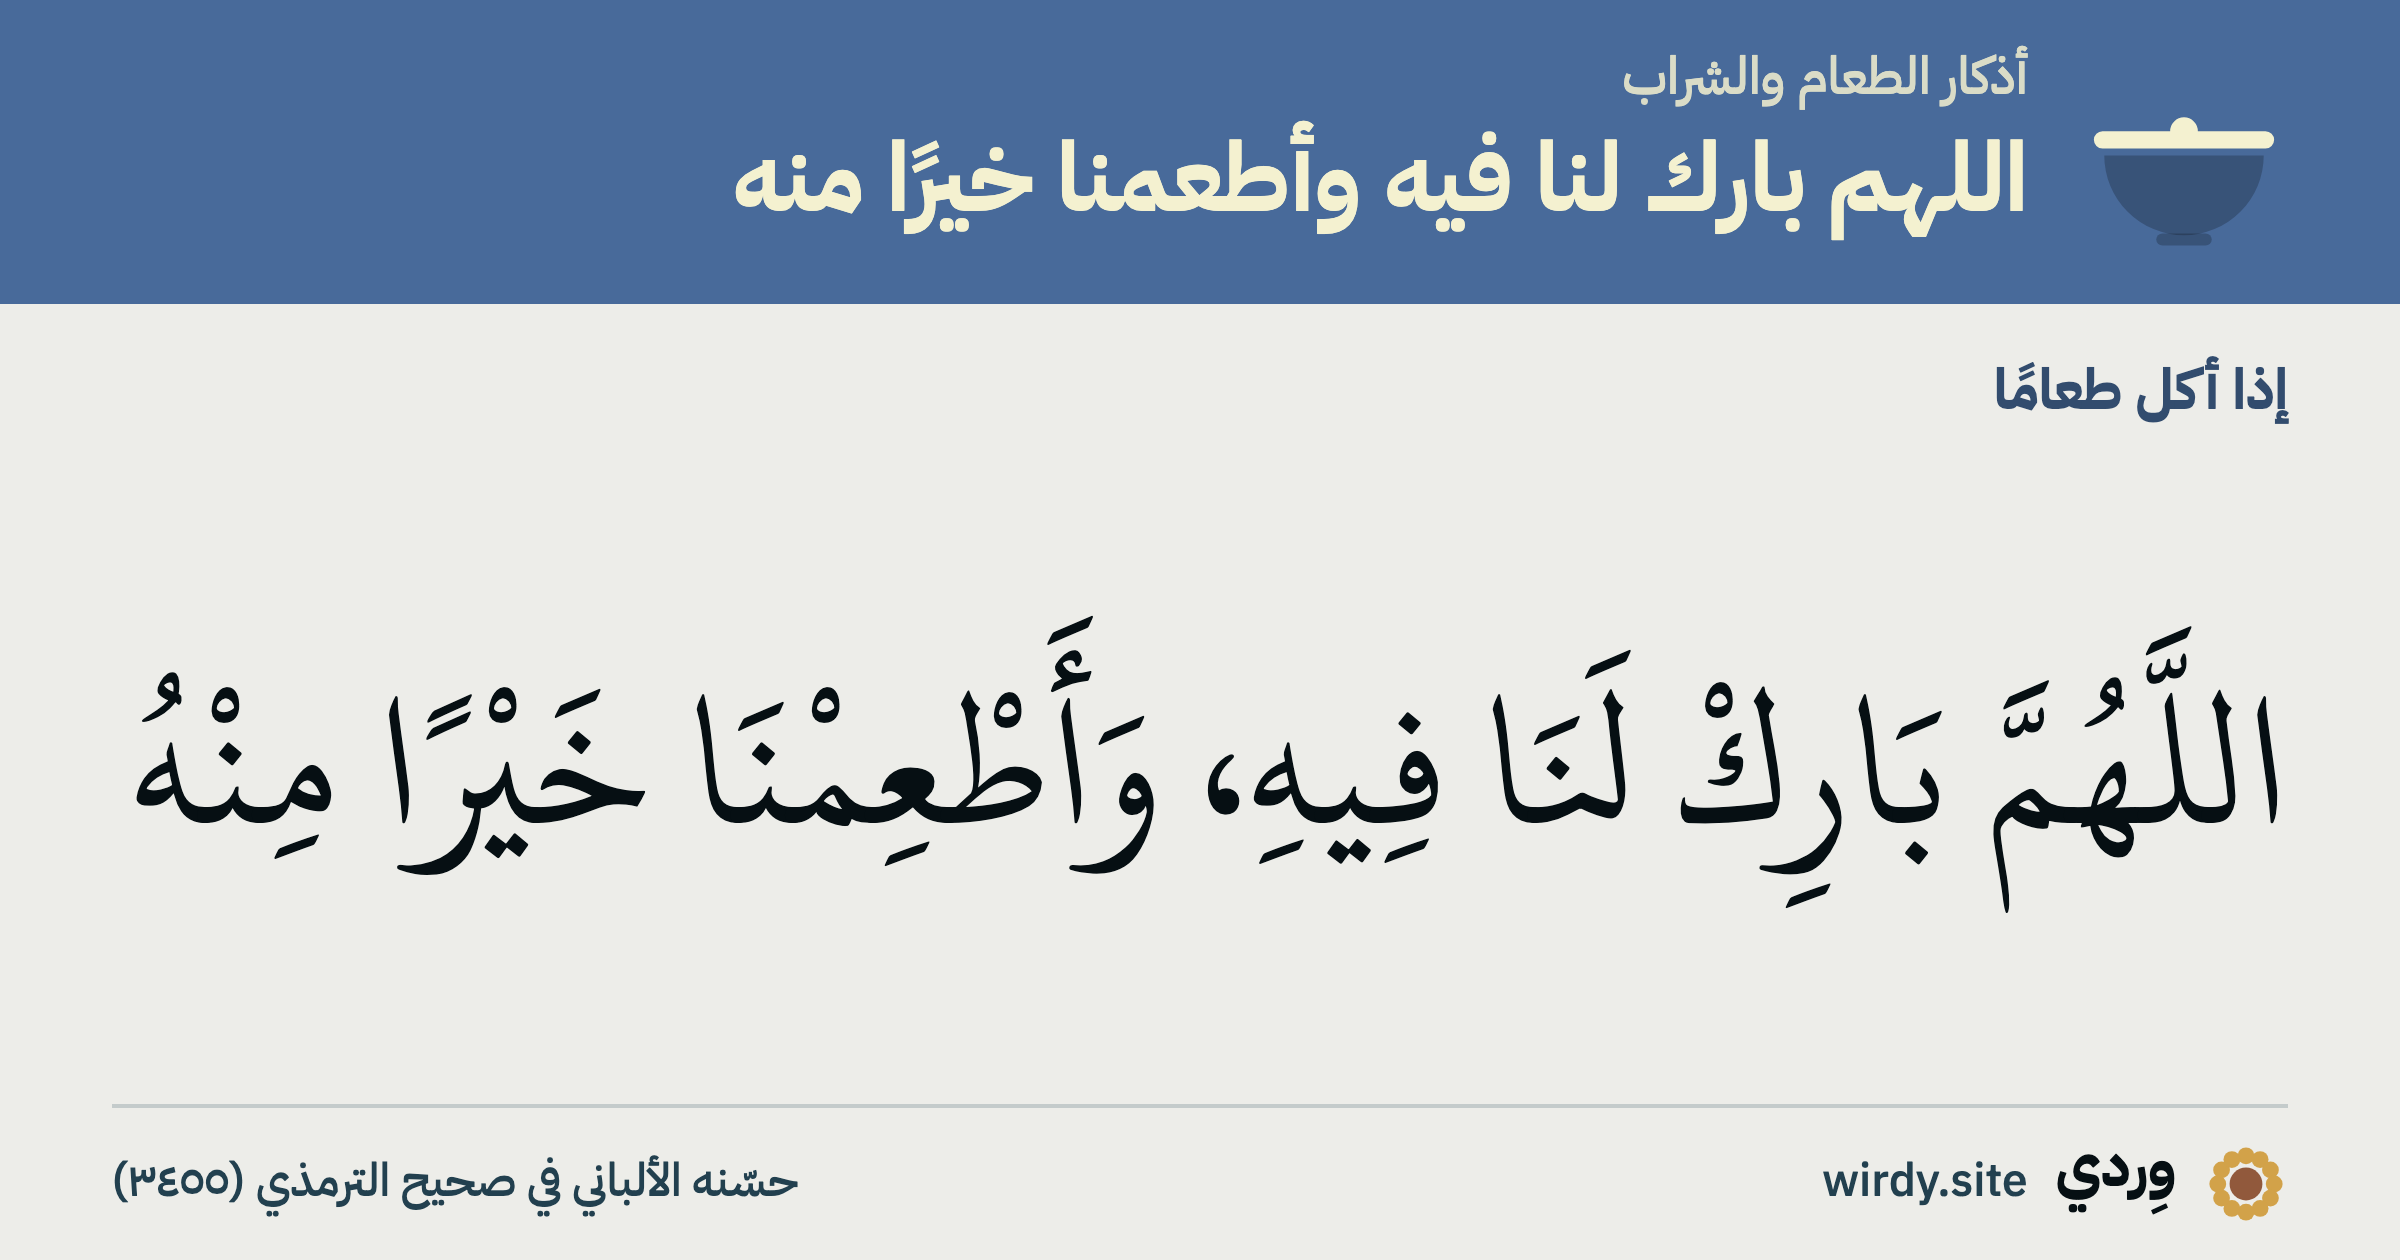 أذكار الطعام والشراب
اللهم بارك لنا فيه وأطعمنا خيرًا منه
إذا أكل طعامًا
اللَّهُمَّ بَارِكْ لَنَا فِيهِ، وَأَطْعِمْنَا خَيْرًا مِنْهُ
وِردي wirdy.site
حسّنه الألباني في صحيح الترمذي (٣٤٥٥)